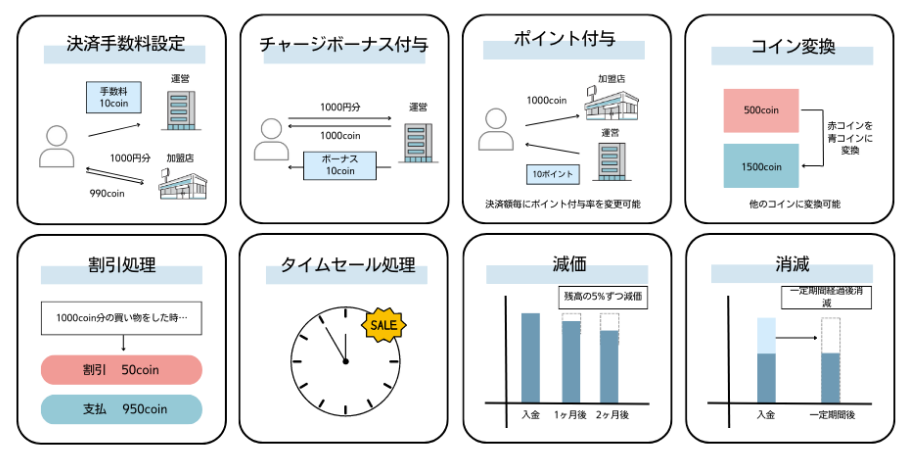 決済手数料設定
運営
手数料
10coin
1000円分
加盟店
990coin
チャージボーナス付与
1000円分
運営
1000coin
ボーナス
10coin
ポイント付与
加盟店
1000coin
運営
10ポイント
決済額毎にポイント付与率を変更可能
コイン変換
500coin
赤コインを
青コインに
変換
1500coin
他のコインに変換可能
割引処理
1000coin分の買い物をした時…
割引 50coin
支払 950coin
タイムセール処理
SALE
減価
残高の5%ずつ減価
入金
1ヶ月後
2ヶ月後
消滅
一定期間経過後消
滅
入金
一定期間後